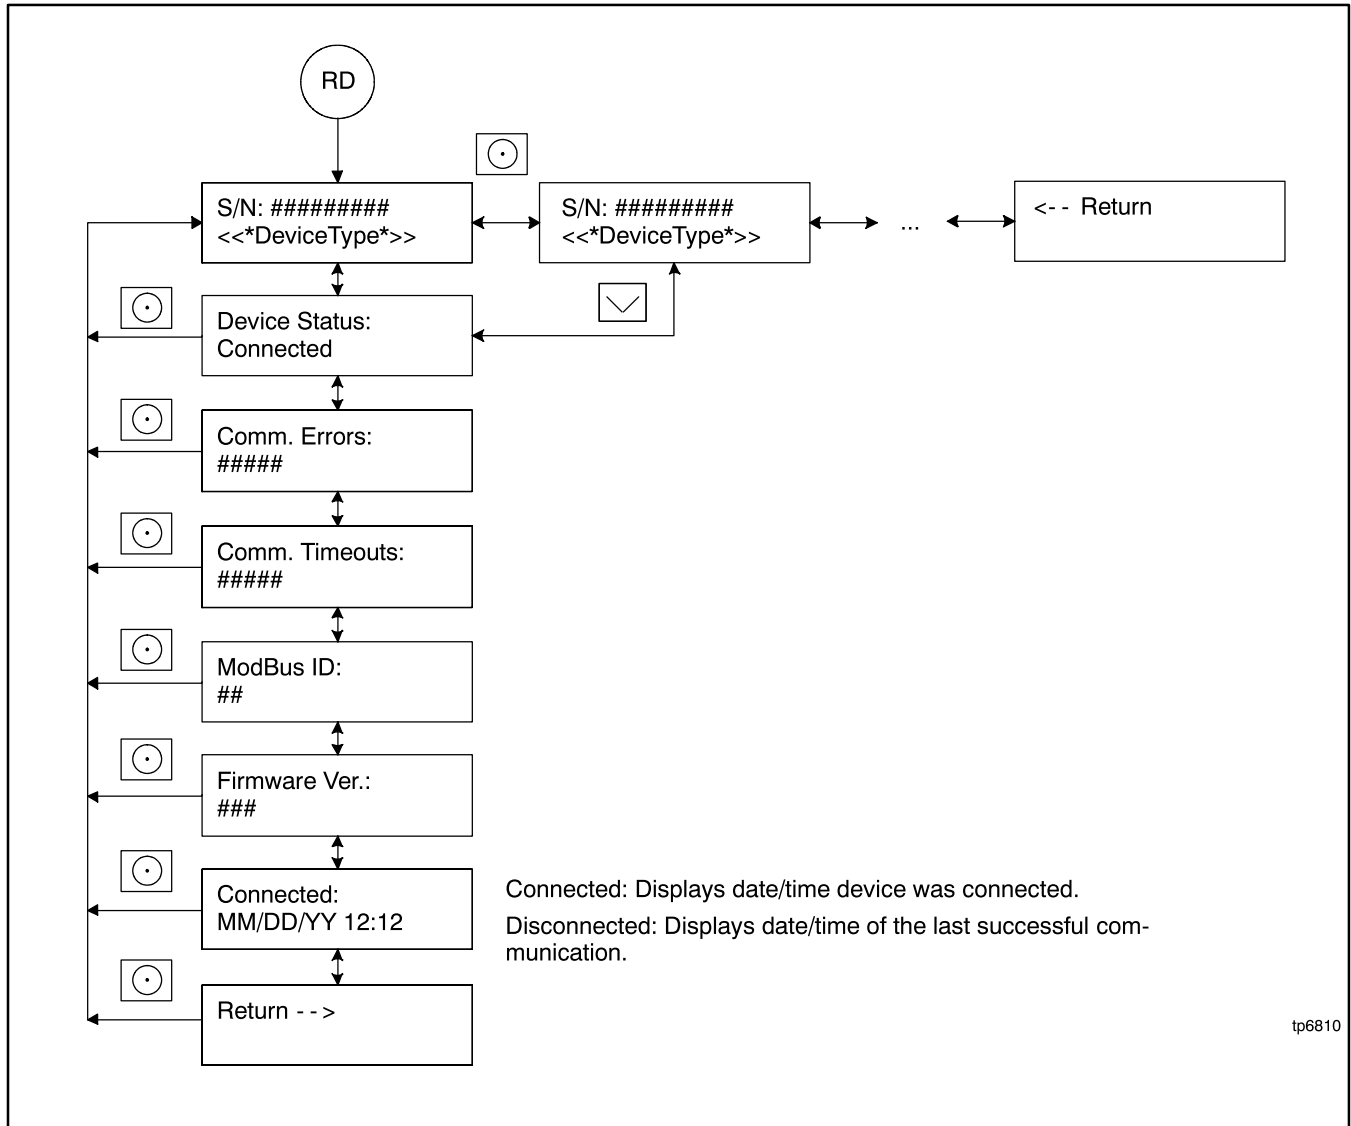 RD
S/N: #########
<<*DeviceType*>>
S/N: #########
<<*DeviceType*>>
...
<-- Return
Device Status:
Connected
Comm. Errors:
#####
Comm. Timeouts:
#####
ModBus ID:
##
Firmware Ver.:
###
Connected:
MM/DD/YY 12:12
Connected: Displays date/time device was connected.
Disconnected: Displays date/time of the last successful com-
munication.
Return -->
tp6810